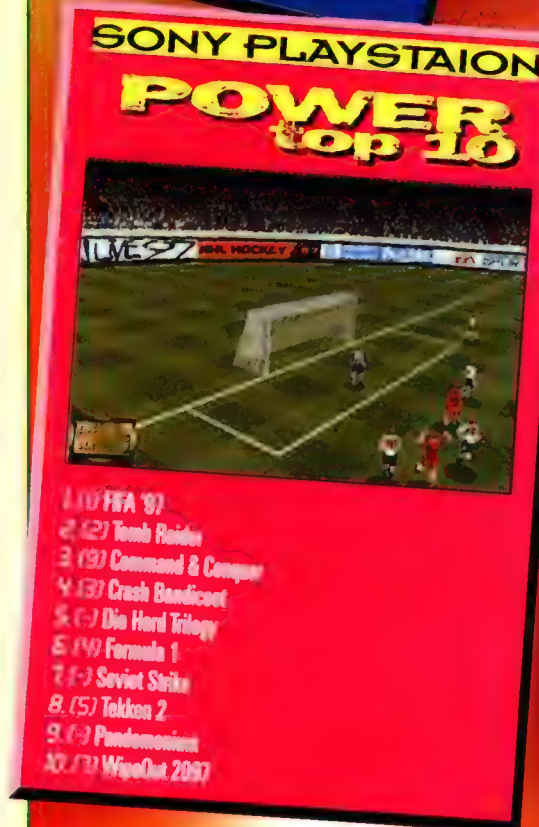 SONY PLAYSTAION
POWER
top 10
LIVE 97 NHL HOCKEY
1. (1) FIFA '97
2. (2) Tomb Raider
3. (9) Command & Conquer
4. (3) Crash Bandicoot
5. (-) Die Hard Trilogy
6. (4) Formula 1
7. (-) Soviet Strike
8. (5) Tekken 2
9. Pandemonium
10. WipeOut 2097